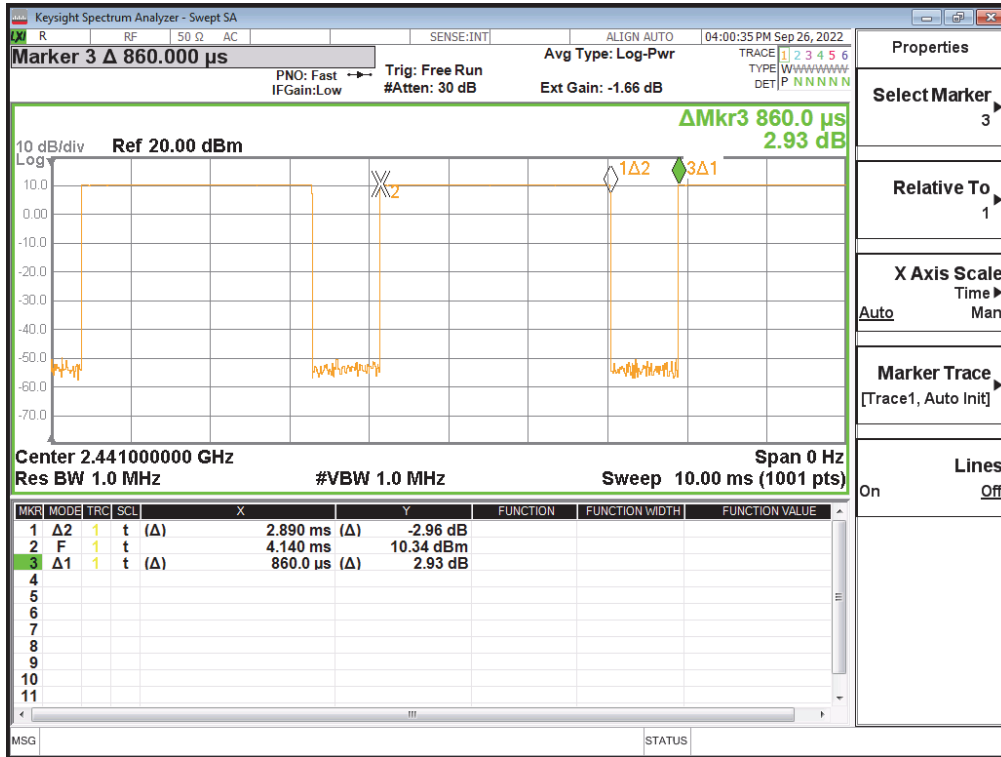 Keysight Spectrum Analyzer - Swept SA
LXI R RF 50 Ω AC SENSE:INT ALIGN AUTO 04:00:35 PM Sep 26, 2022
Marker 3 Δ 860.000 µs
PNO: Fast
IFGain:Low
Trig: Free Run
#Atten: 30 dB
Avg Type: Log-Pwr
Ext Gain: -1.66 dB
TRACE 1 2 3 4 5 6
TYPE WWWWWW
DET P N N N N N
ΔMkr3 860.0 µs
2.93 dB
10 dB/div Ref 20.00 dBm
Log
10.0
0.00
-10.0
-20.0
-30.0
-40.0
-50.0
-60.0
-70.0
2
1Δ2
3Δ1
Center 2.441000000 GHz Span 0 Hz
Res BW 1.0 MHz #VBW 1.0 MHz Sweep 10.00 ms (1001 pts)
MKR MODE TRC SCL X Y FUNCTION FUNCTION WIDTH FUNCTION VALUE
1 Δ2 1 t (Δ) 2.890 ms (Δ) -2.96 dB
2 F 1 t 4.140 ms 10.34 dBm
3 Δ1 1 t (Δ) 860.0 µs (Δ) 2.93 dB
4
5
6
7
8
9
10
11
MSG STATUS
Properties
Select Marker
3
Relative To
1
X Axis Scale
Time
Auto Man
Marker Trace
[Trace1, Auto Init]
Lines
On Off